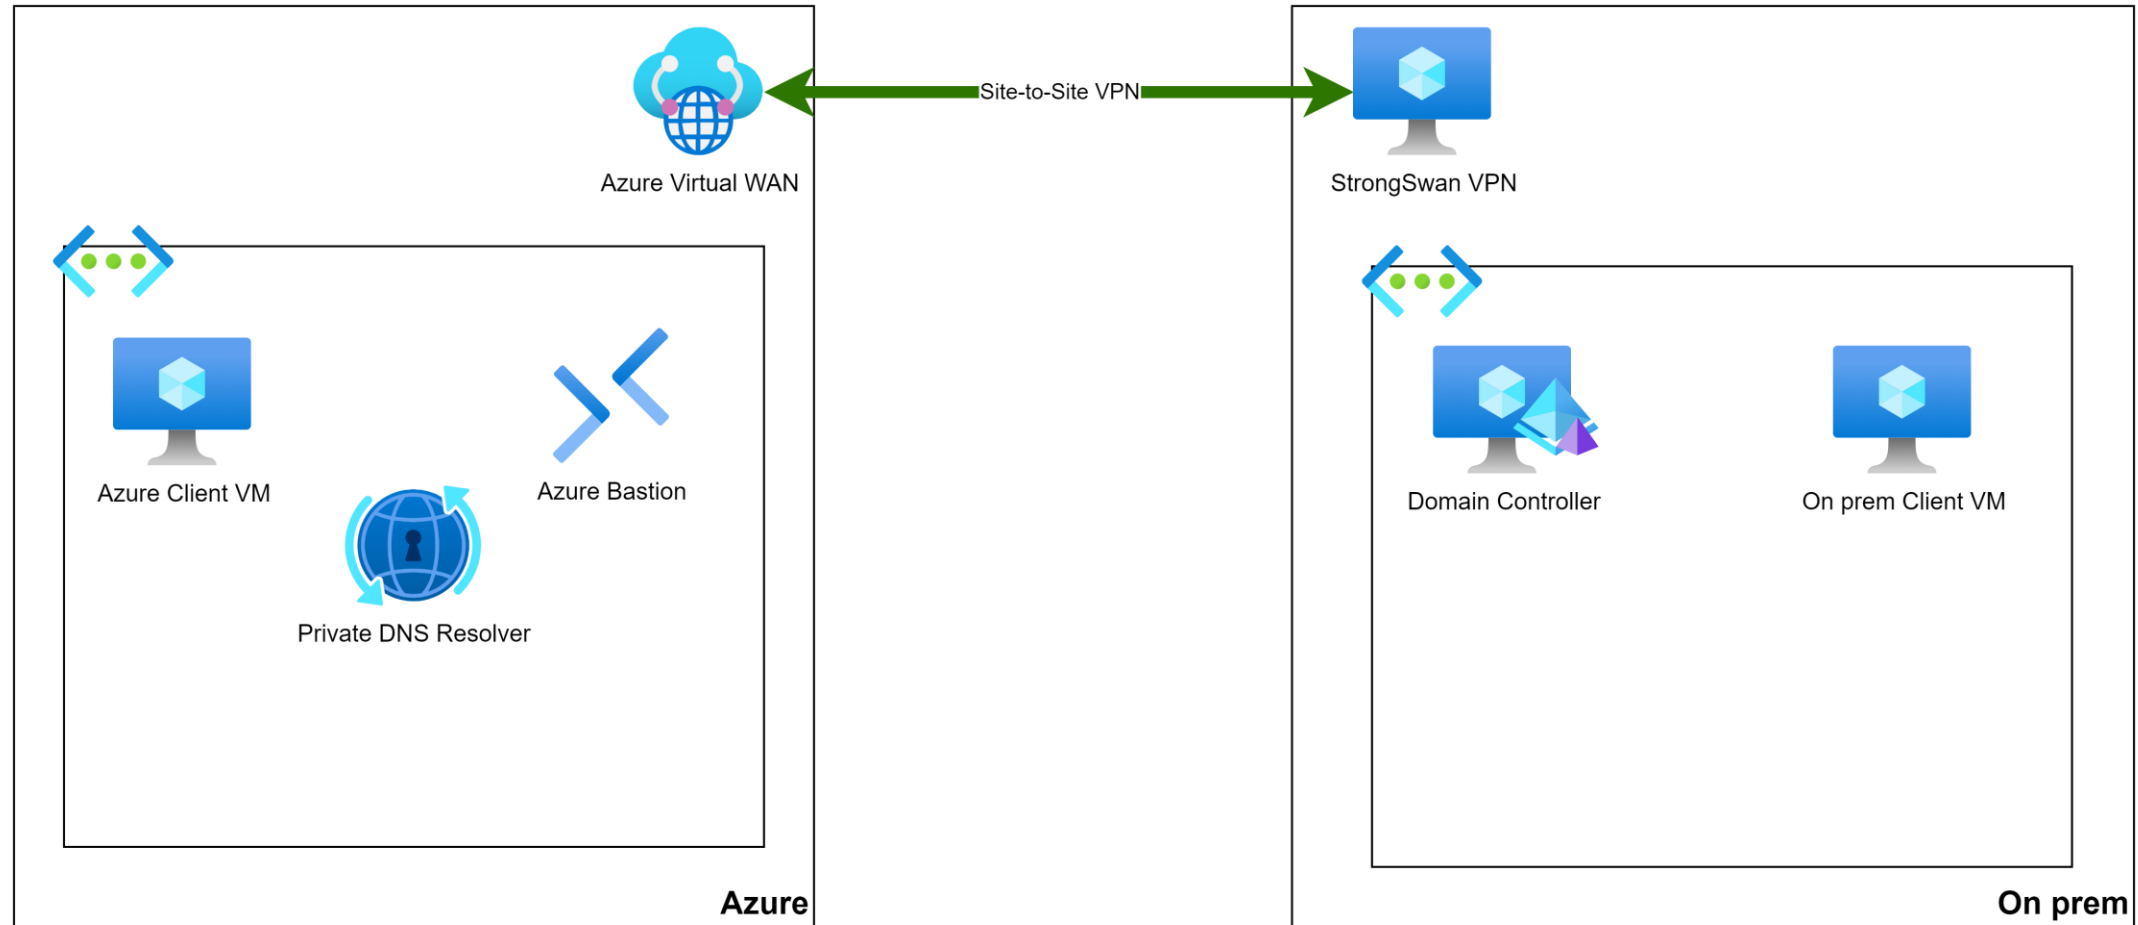 Site-to-Site VPN
Azure Virtual WAN
StrongSwan VPN
Azure Client VM
Azure Bastion
Private DNS Resolver
Domain Controller
On prem Client VM
Azure
On prem